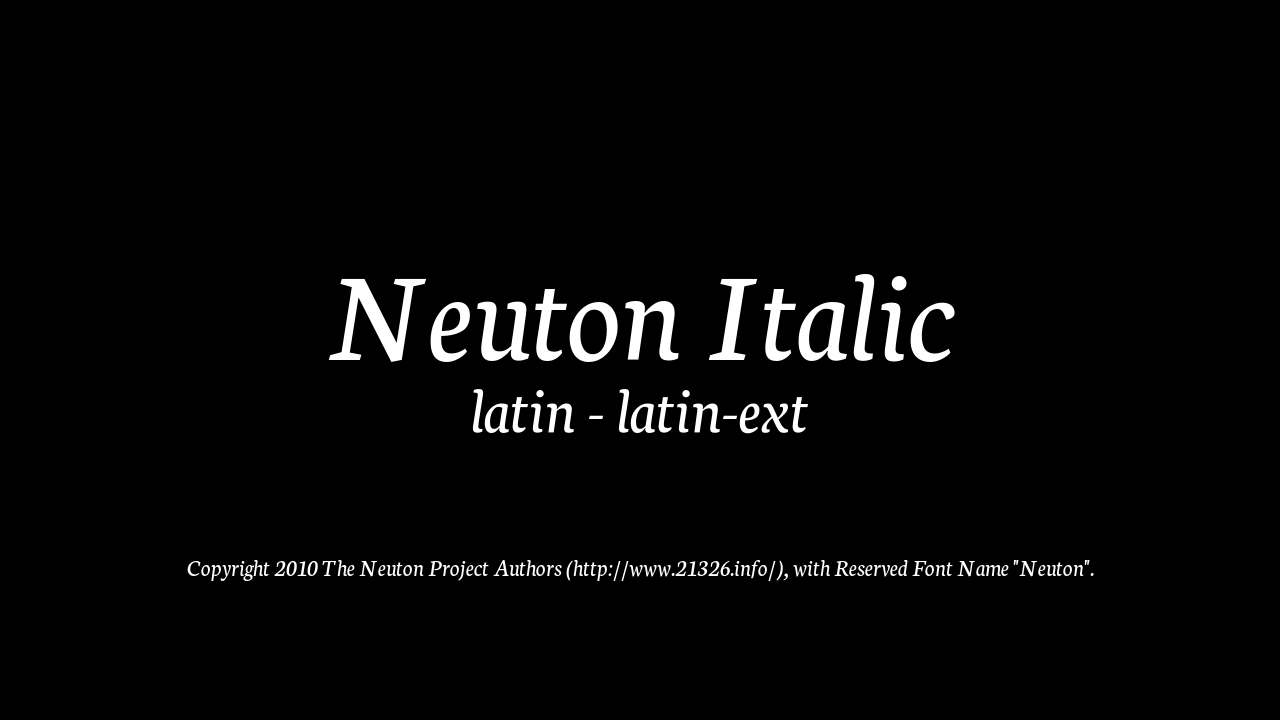 Neuton Italic
latin - latin-ext
Copyright 2010 The Neuton Project Authors (http://www.21326.info/), with Reserved Font Name "Neuton".